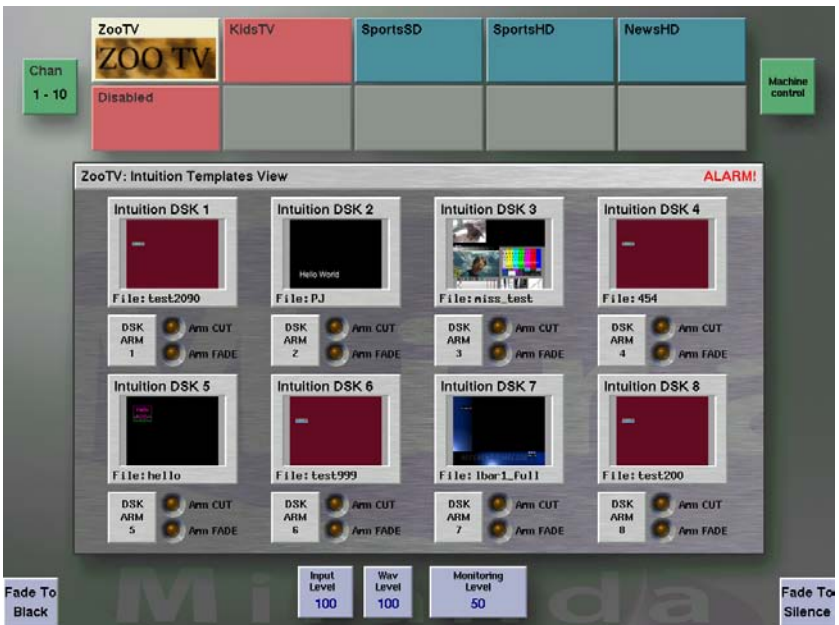 ZooTV
ZOO TV
KidsTV
SportsSD
SportsHD
NewsHD
Chan
1 - 10
Disabled
Machine
control
ZooTV: Intuition Templates View
ALARM!
Intuition DSK 1
Intuition DSK 2
Intuition DSK 3
Intuition DSK 4
Hello World
File:test2090
File:PJ
File:miss_test
File:454
DSK
ARM
1
Arm CUT
Arm FADE
DSK
ARM
2
Arm CUT
Arm FADE
DSK
ARM
3
Arm CUT
Arm FADE
DSK
ARM
4
Arm CUT
Arm FADE
Intuition DSK 5
Intuition DSK 6
Intuition DSK 7
Intuition DSK 8
File:hello
File:test999
File:lbar1_full
File:test200
DSK
ARM
5
Arm CUT
Arm FADE
DSK
ARM
6
Arm CUT
Arm FADE
DSK
ARM
7
Arm CUT
Arm FADE
DSK
ARM
8
Arm CUT
Arm FADE
Fade To
Black
Input
Level
100
Wav
Level
100
Monitoring
Level
50
Fade To
Silence